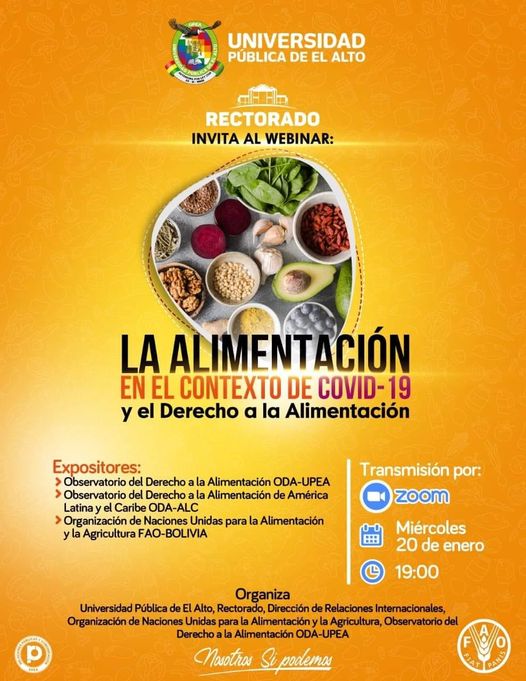 UNIVERSIDAD
PÚBLICA DE EL ALTO
RECTORADO
INVITA AL WEBINAR:
LA ALIMENTACIÓN
EN EL CONTEXTO DE COVID-19
y el Derecho a la Alimentación
Expositores:
Observatorio del Derecho a la Alimentación ODA-UPEA
Observatorio del Derecho a la Alimentación de América
Latina y el Caribe ODA-ALC
Organización de Naciones Unidas para la Alimentación
y la Agricultura FAO-BOLIVIA
Transmisión por:
zoom
Miércoles
20 de enero
19:00
Organiza
Universidad Pública de El Alto, Rectorado, Dirección de Relaciones Internacionales,
Organización de Naciones Unidas para la Alimentación y la Agricultura, Observatorio del
Derecho a la Alimentación ODA-UPEA
Nosotros Si podemos
F A O
FIAT PANIS